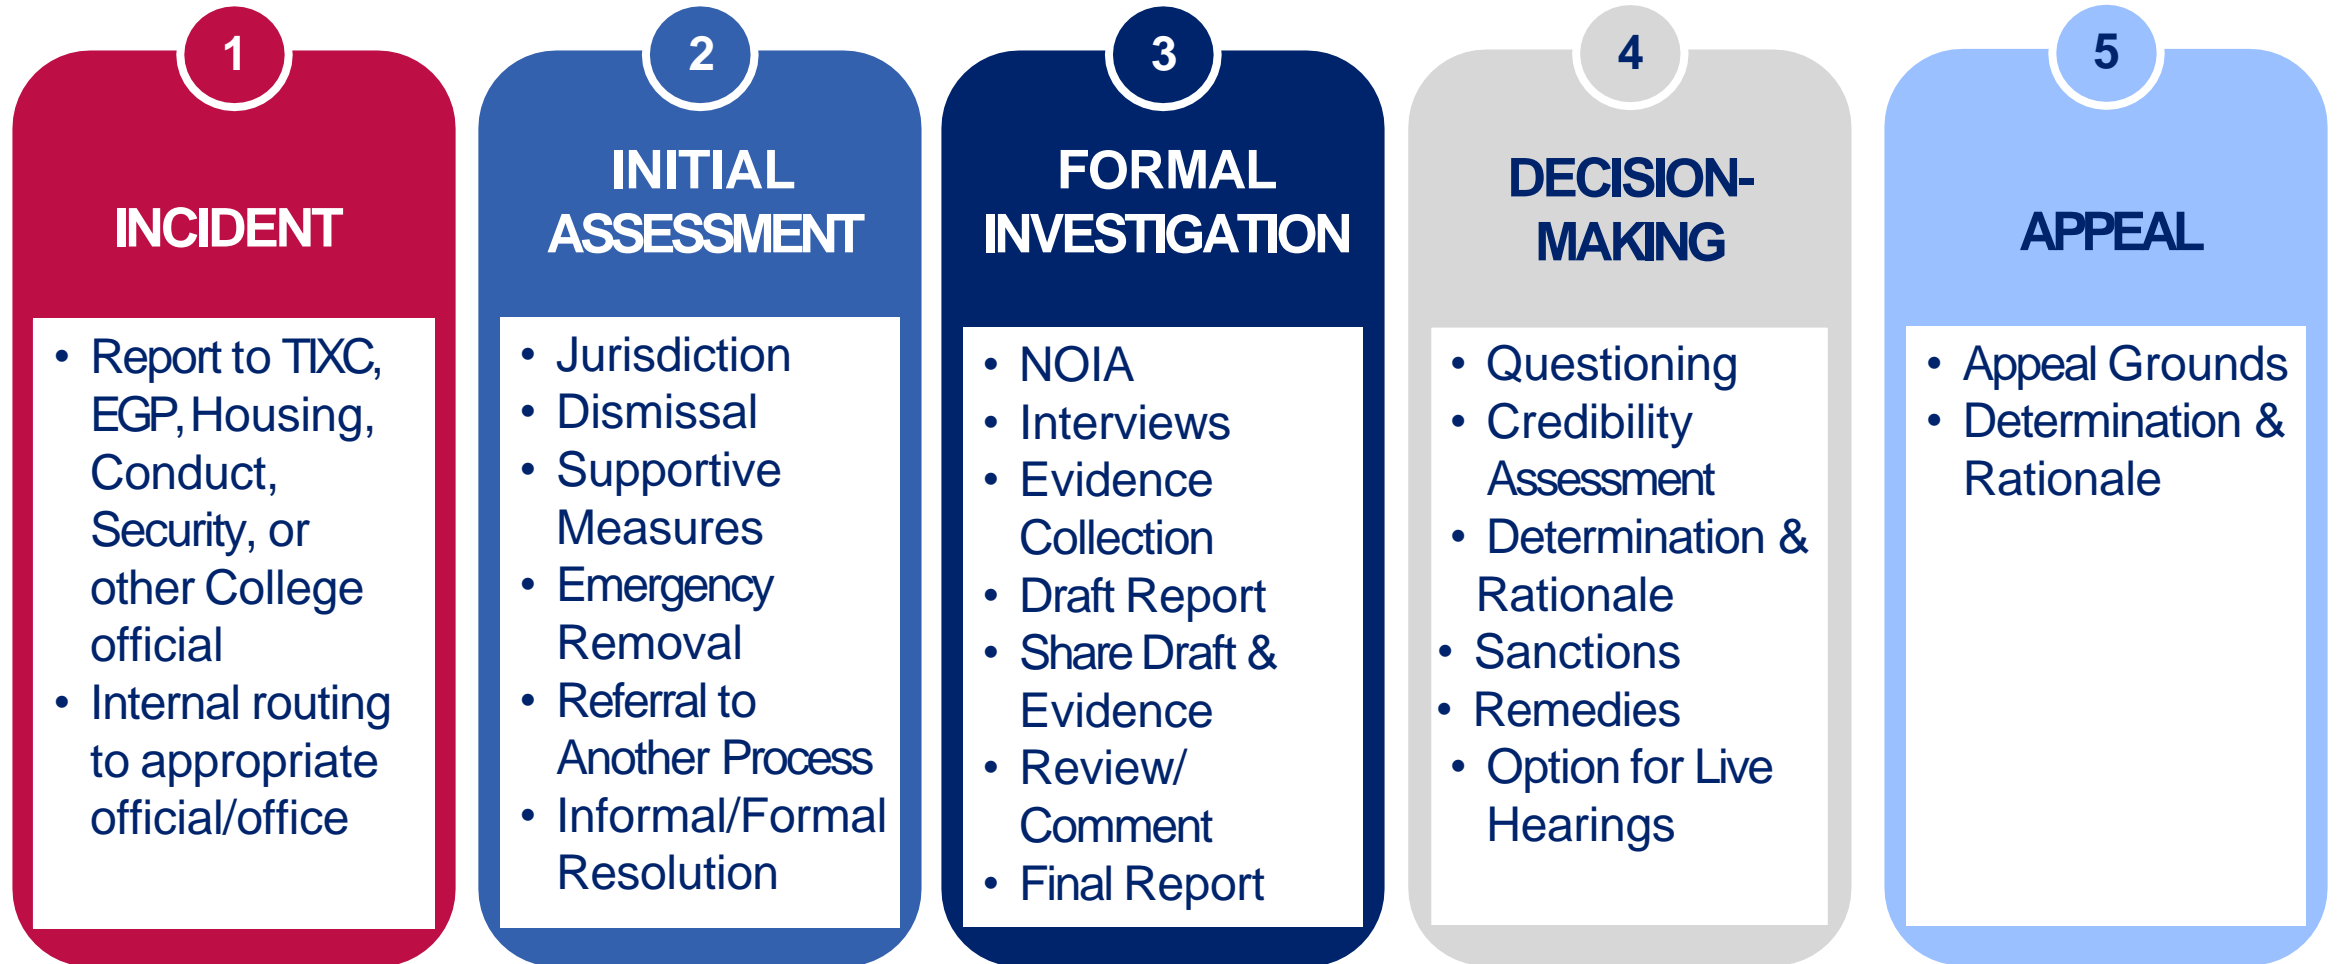 1
INCIDENT
• Report to TIXC,
EGP, Housing,
Conduct,
Security, or
other College
official
• Internal routing
to appropriate
official/office
2
INITIAL
ASSESSMENT
• Jurisdiction
• Dismissal
• Supportive
Measures
• Emergency
Removal
• Referral to
Another Process
• Informal/Formal
Resolution
3
FORMAL
INVESTIGATION
• NOIA
• Interviews
• Evidence
Collection
• Draft Report
• Share Draft &
Evidence
• Review/
Comment
• Final Report
4
DECISION-
MAKING
• Questioning
• Credibility
Assessment
• Determination &
Rationale
• Sanctions
• Remedies
• Option for Live
Hearings
5
APPEAL
• Appeal Grounds
• Determination &
Rationale